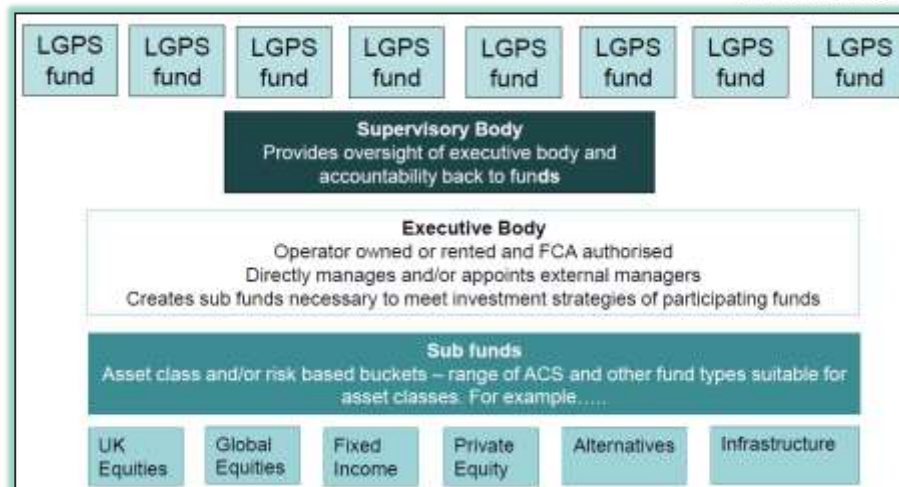 LGPS LGPS LGPS LGPS LGPS LGPS LGPS LGPS
fund fund fund fund fund fund fund fund
Supervisory Body
Provides oversight of executive body and
accountability back to funds
Executive Body
Operator owned or rented and FCA authorised
Directly manages and/or appoints external managers
Creates sub funds necessary to meet investment strategies of participating funds
Sub funds
Asset class and/or risk based buckets – range of ACS and other fund types suitable for
asset classes. For example…..
UK Global Fixed Private Alternatives Infrastructure
Equities Equities Income Equity